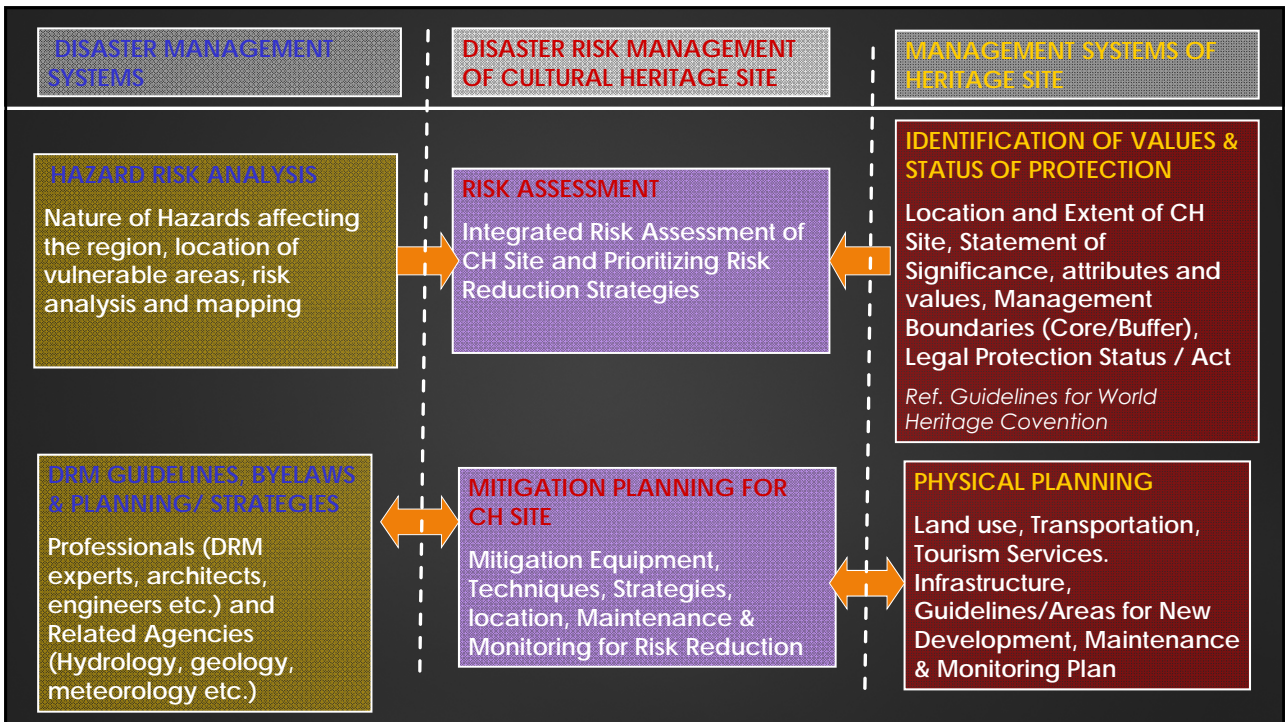 DISASTER MANAGEMENT
SYSTEMS
DISASTER RISK MANAGEMENT
OF CULTURAL HERITAGE SITE
MANAGEMENT SYSTEMS OF
HERITAGE SITE
HAZARD RISK ANALYSIS
Nature of Hazards affecting
the region, location of
vulnerable areas, risk
analysis and mapping
RISK ASSESSMENT
Integrated Risk Assessment of
CH Site and Prioritizing Risk
Reduction Strategies
IDENTIFICATION OF VALUES &
STATUS OF PROTECTION
Location and Extent of CH
Site, Statement of
Significance, attributes and
values, Management
Boundaries (Core/Buffer),
Legal Protection Status / Act
Ref. Guidelines for World
Heritage Covention
DRM GUIDELINES, BYELAWS
& PLANNING/ STRATEGIES
Professionals (DRM
experts, architects,
engineers etc.) and
Related Agencies
(Hydrology, geology,
meteorology etc.)
MITIGATION PLANNING FOR
CH SITE
Mitigation Equipment,
Techniques, Strategies,
location, Maintenance &
Monitoring for Risk Reduction
PHYSICAL PLANNING
Land use, Transportation,
Tourism Services.
Infrastructure,
Guidelines/Areas for New
Development, Maintenance
& Monitoring Plan